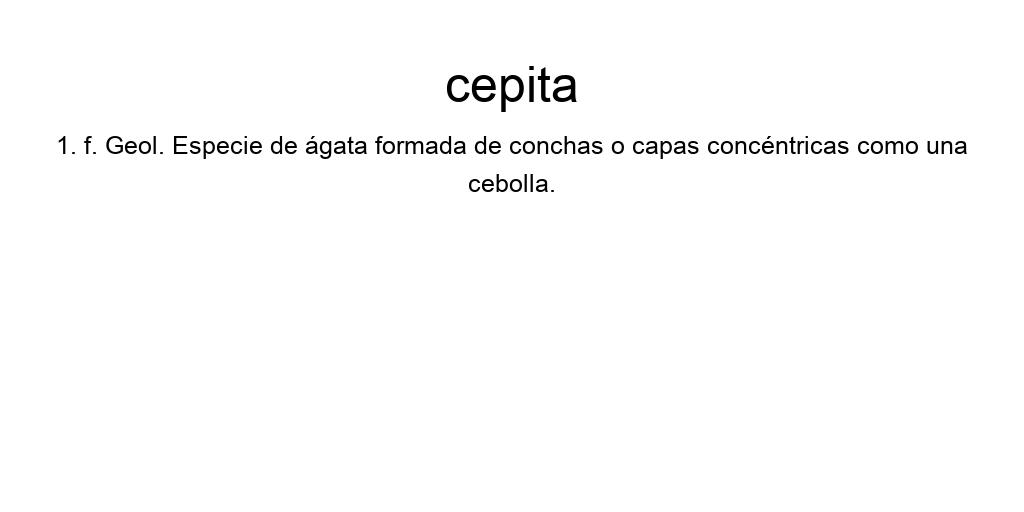 cepita
1. f. Geol. Especie de ágata formada de conchas o capas concéntricas como una
cebolla.